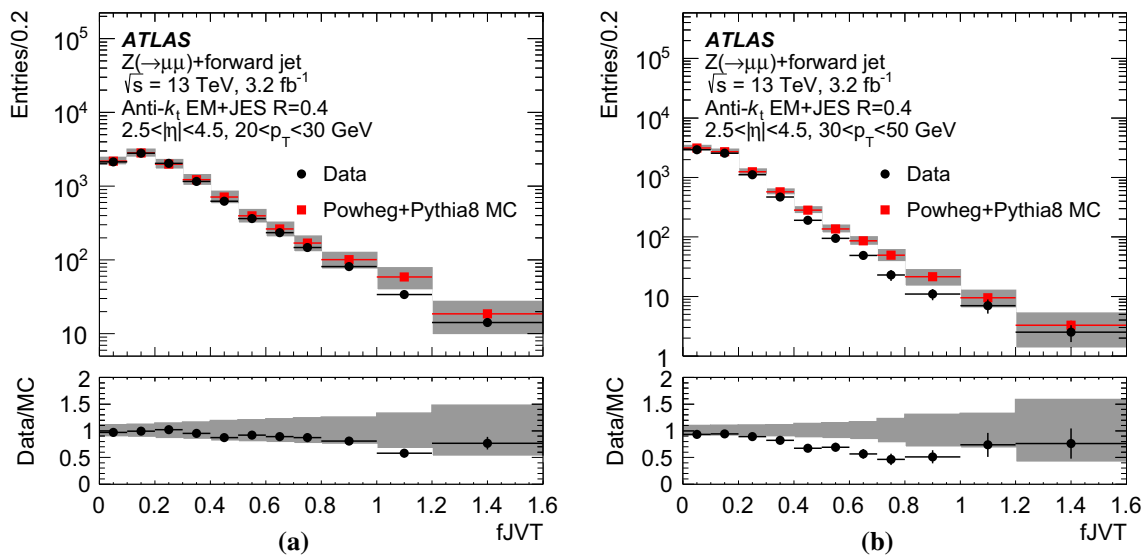 Entries/0.2
10⁵
10⁴
10³
10²
10
ATLAS
Z(→μμ)+forward jet
√s = 13 TeV, 3.2 fb⁻¹
Anti-kₜ EM+JES R=0.4
2.5<|η|<4.5, 20<p_T<30 GeV
Data
Powheg+Pythia8 MC
Data/MC
2
1.5
1
0.5
0
0 0.2 0.4 0.6 0.8 1 1.2 1.4 1.6
fJVT
(a)
Entries/0.2
10⁵
10⁴
10³
10²
10
1
ATLAS
Z(→μμ)+forward jet
√s = 13 TeV, 3.2 fb⁻¹
Anti-kₜ EM+JES R=0.4
2.5<|η|<4.5, 30<p_T<50 GeV
Data
Powheg+Pythia8 MC
Data/MC
2
1.5
1
0.5
0
0 0.2 0.4 0.6 0.8 1 1.2 1.4 1.6
fJVT
(b)